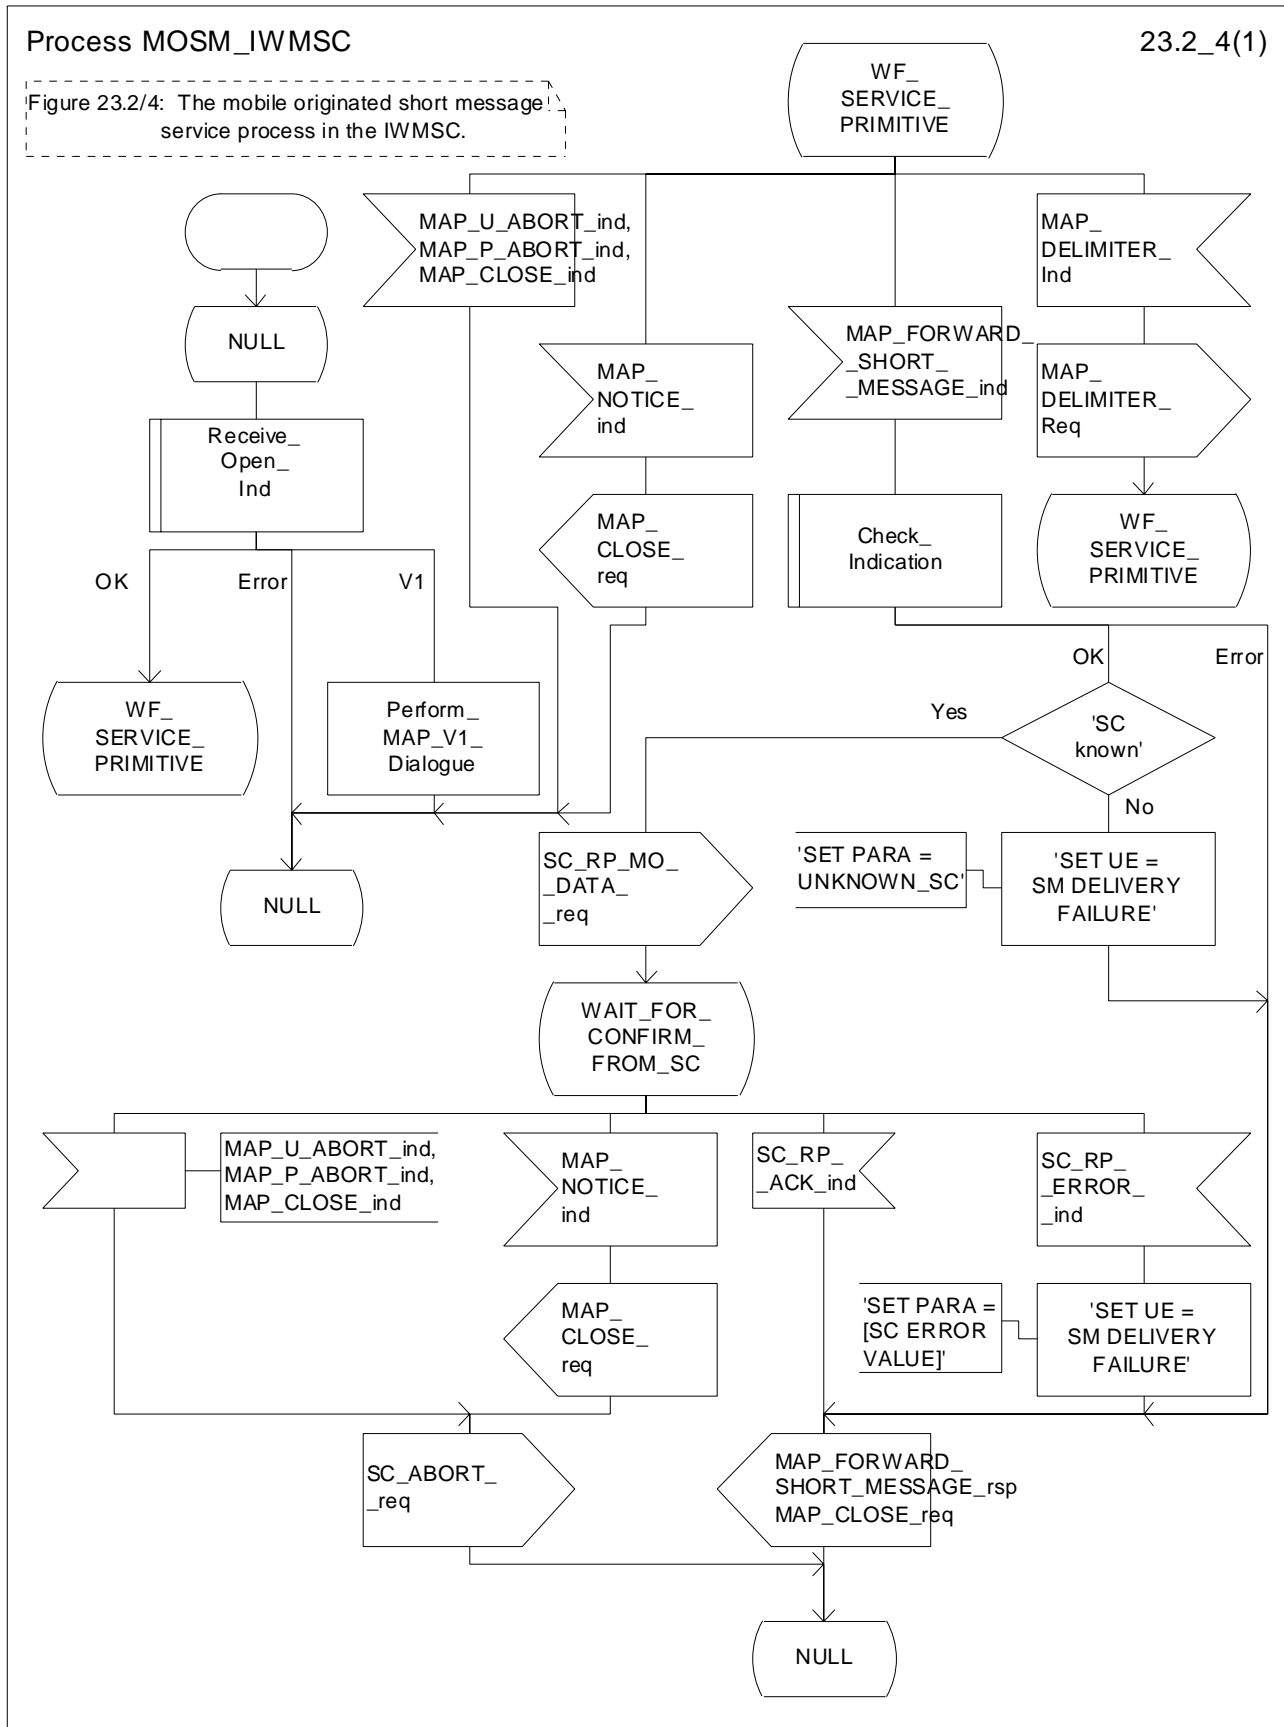 Process MOSM_IWMSC
23.2_4(1)
Figure 23.2/4: The mobile originated short message
service process in the IWMSC.
WF_
SERVICE_
PRIMITIVE
MAP_U_ABORT_ind,
MAP_P_ABORT_ind,
MAP_CLOSE_ind
MAP_
DELIMITER_
Ind
NULL
MAP_
NOTICE_
ind
MAP_FORWARD_
_SHORT_
_MESSAGE_ind
MAP_
DELIMITER_
Req
Receive_
Open_
Ind
MAP_
CLOSE_
req
Check_
Indication
WF_
SERVICE_
PRIMITIVE
OK
Error
V1
OK
Error
WF_
SERVICE_
PRIMITIVE
Perform_
MAP_V1_
Dialogue
Yes
'SC
known'
No
NULL
SC_RP_MO_
_DATA_
_req
'SET PARA =
UNKNOWN_SC'
'SET UE =
SM DELIVERY
FAILURE'
WAIT_FOR_
CONFIRM_
FROM_SC
MAP_U_ABORT_ind,
MAP_P_ABORT_ind,
MAP_CLOSE_ind
MAP_
NOTICE_
ind
SC_RP_
_ACK_ind
SC_RP_
_ERROR_
_ind
MAP_
CLOSE_
req
'SET PARA =
[SC ERROR
VALUE]'
'SET UE =
SM DELIVERY
FAILURE'
SC_ABORT_
_req
MAP_FORWARD_
SHORT_MESSAGE_rsp
MAP_CLOSE_req
NULL